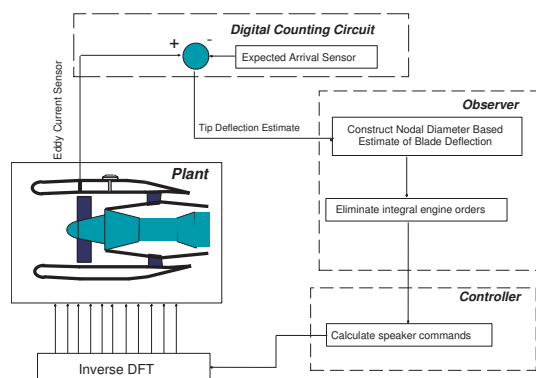 Digital Counting Circuit
+
-
Expected Arrival Sensor
Eddy Current Sensor
Tip Deflection Estimate
Observer
Construct Nodal Diameter Based
Estimate of Blade Deflection
Plant
Eliminate integral engine orders
Controller
Calculate speaker commands
Inverse DFT